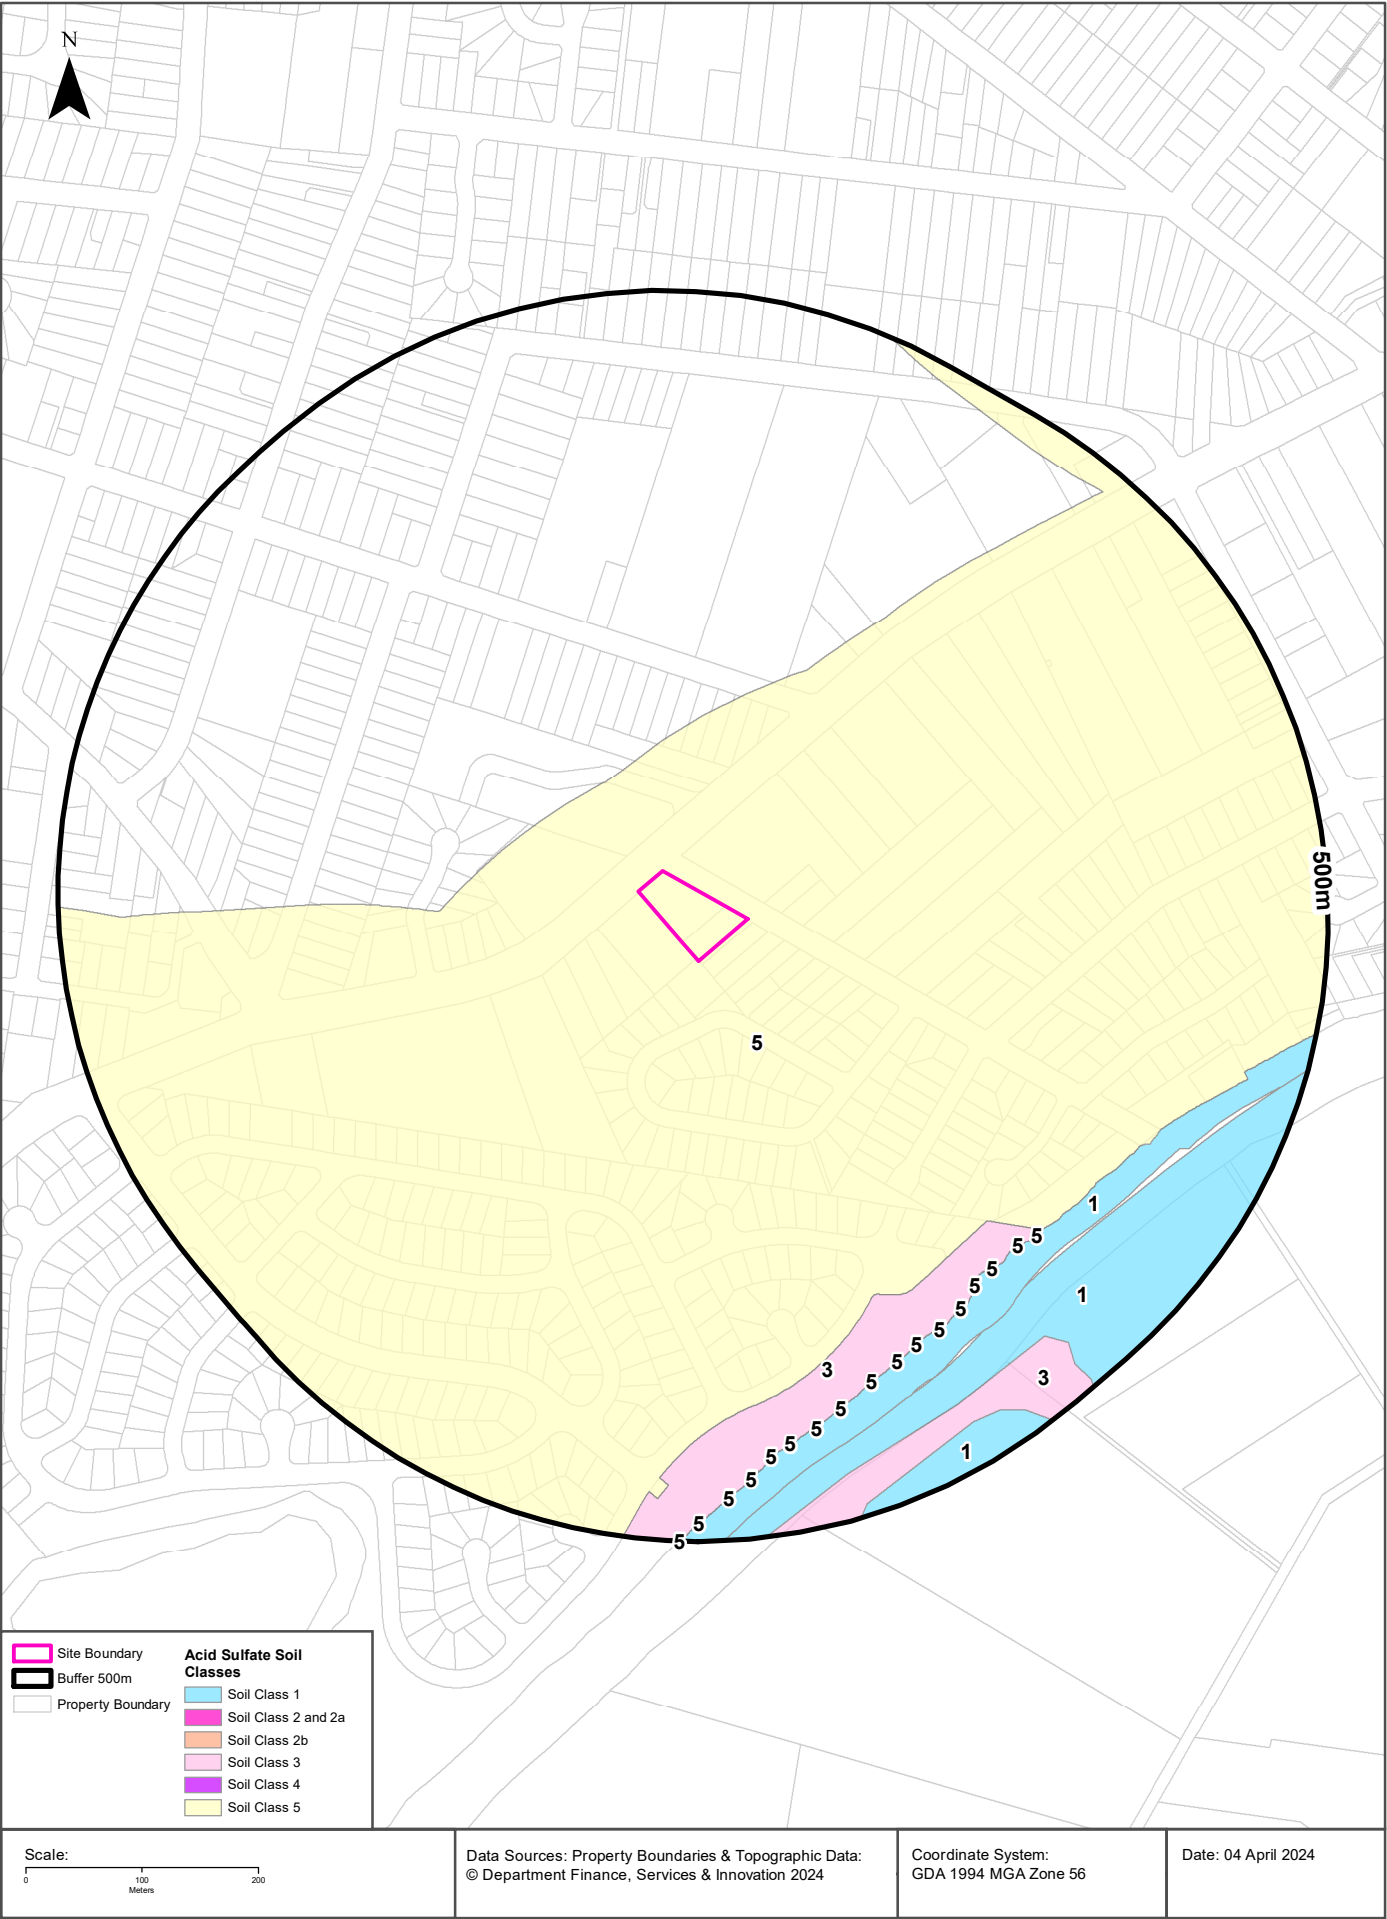 N
500m
5
1
5
5
5
1
5
5
5
5
3
5
3
5
5
5
5
1
5
5
5
5
5
Site Boundary
Buffer 500m
Property Boundary
Acid Sulfate Soil
Classes
Soil Class 1
Soil Class 2 and 2a
Soil Class 2b
Soil Class 3
Soil Class 4
Soil Class 5
Scale:
0 100 200
Meters
Data Sources: Property Boundaries & Topographic Data:
© Department Finance, Services & Innovation 2024
Coordinate System:
GDA 1994 MGA Zone 56
Date: 04 April 2024